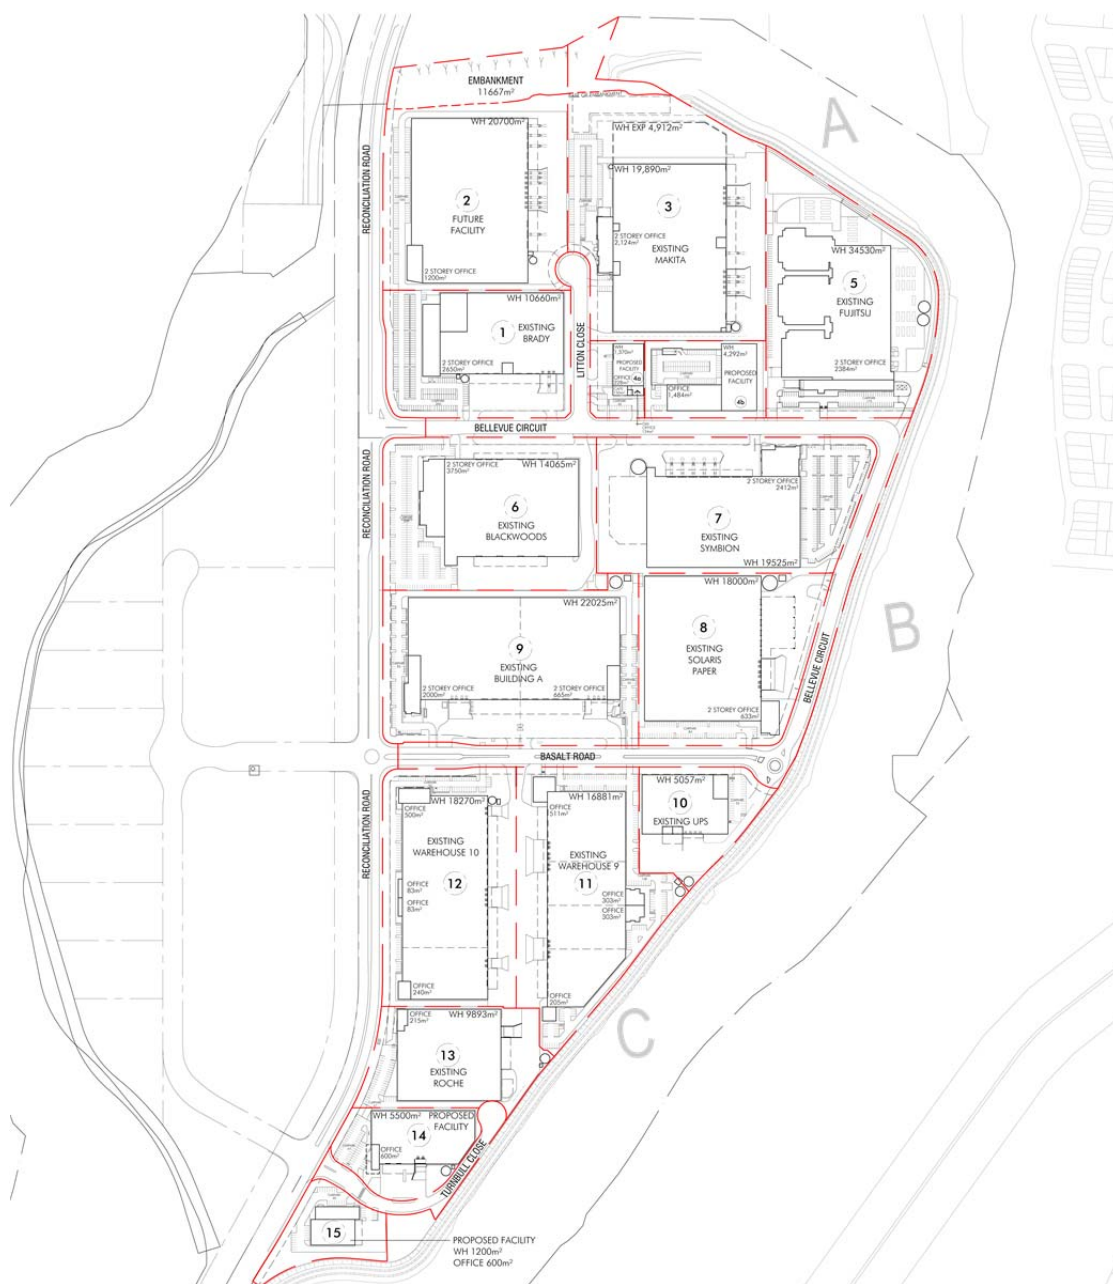 EMBANKMENT
11667m²
A
WH 20700m²
2
FUTURE
FACILITY
2 STOREY OFFICE
1200m²
RECONCILIATION ROAD
WH EXP 4,912m²
WH 19,890m²
3
2 STOREY OFFICE
2,124m²
EXISTING
MAKITA
WH 34530m²
5
EXISTING
FUJITSU
2 STOREY OFFICE
2384m²
WH 10660m²
1
EXISTING
BRADY
2 STOREY OFFICE
2650m²
LITTON CLOSE
WH
1,370m²
PROPOSED
FACILITY
OFFICE
4a
WH
4,292m²
PROPOSED
FACILITY
OFFICE
1,484m²
4b
BELLEVUE CIRCUIT
RECONCILIATION ROAD
2 STOREY OFFICE
3750m²
WH 14065m²
6
EXISTING
BLACKWOODS
2 STOREY OFFICE
2412m²
7
EXISTING
SYMBION
WH 19525m²
B
WH 18000m²
8
EXISTING
SOLARIS
PAPER
2 STOREY OFFICE
633m²
BELLEVUE CIRCUIT
WH 22025m²
9
EXISTING
BUILDING A
2 STOREY OFFICE
2000m²
2 STOREY OFFICE
665m²
BASALT ROAD
RECONCILIATION ROAD
WH 18270m²
OFFICE
500m²
EXISTING
WAREHOUSE 10
OFFICE
83m²
OFFICE
83m²
12
OFFICE
240m²
WH 16881m²
OFFICE
511m²
EXISTING
WAREHOUSE 9
11
OFFICE
303m²
OFFICE
303m²
OFFICE
205m²
WH 5057m²
10
EXISTING UPS
C
OFFICE
215m²
WH 9893m²
13
EXISTING
ROCHE
WH 5500m²
PROPOSED
FACILITY
14
OFFICE
600m²
TURNBULL CLOSE
15
PROPOSED FACILITY
WH 1200m²
OFFICE 600m²